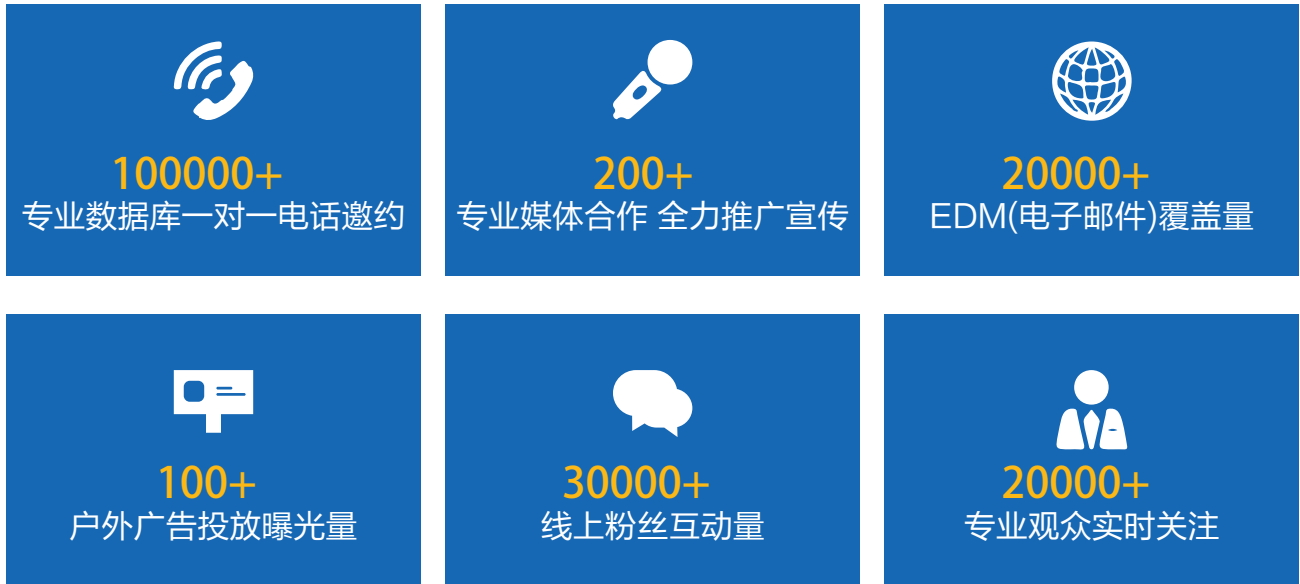 100000+
专业数据库一对一电话邀约
200+
专业媒体合作 全力推广宣传
20000+
EDM(电子邮件)覆盖量
100+
户外广告投放曝光量
30000+
线上粉丝互动量
20000+
专业观众实时关注